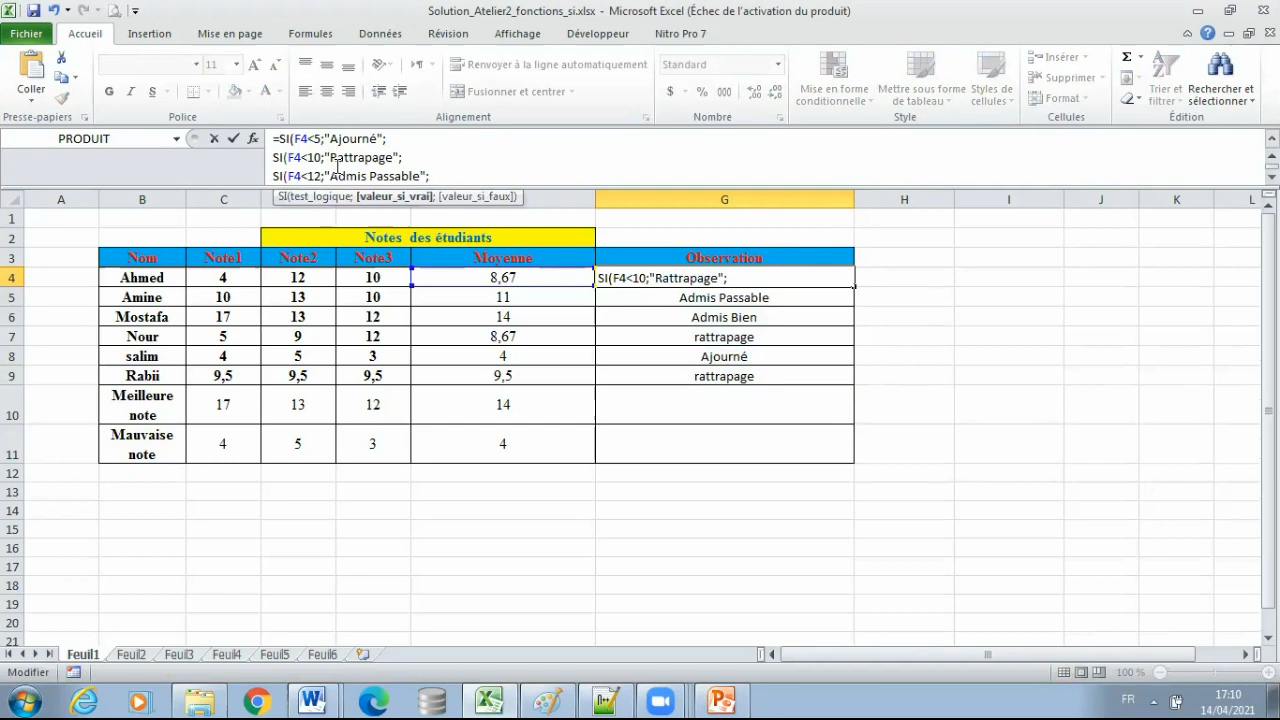 Solution_Atelier2_fonctions_si.xlsx - Microsoft Excel (Échec de l'activation du produit)
Fichier Accueil Insertion Mise en page Formules Données Révision Affichage Développeur Nitro Pro 7
Coller
11
Renvoyer à la ligne automatiquement
Fusionner et centrer
Standard
Mise en forme conditionnelle
Mettre sous forme de tableau
Styles de cellules
Insérer
Supprimer
Format
Trier et filtrer
Rechercher et sélectionner
G I S
$ % 000
Presse-papiers Police Alignement Nombre Style Cellules Édition
PRODUIT
=SI(F4<5;"Ajourné";
SI(F4<10;"Rattrapage";
SI(F4<12;"Admis Passable";
SI(test_logique; [valeur_si_vrai]; [valeur_si_faux])
A B C G H I J K L
1
2 Notes des étudiants
3 Nom Note1 Note2 Note3 Moyenne Observation
4 Ahmed 4 12 10 8,67 SI(F4<10;"Rattrapage";
5 Amine 10 13 10 11 Admis Passable
6 Mostafa 17 13 12 14 Admis Bien
7 Nour 5 9 12 8,67 rattrapage
8 salim 4 5 3 4 Ajourné
9 Rabii 9,5 9,5 9,5 9,5 rattrapage
10 Meilleure note 17 13 12 14
11 Mauvaise note 4 5 3 4
12
13
14
15
16
17
18
19
20
21
Feuil1 Feuil2 Feuil3 Feuil4 Feuil5 Feuil6
Modifier 100 %
FR 17:10
14/04/2021